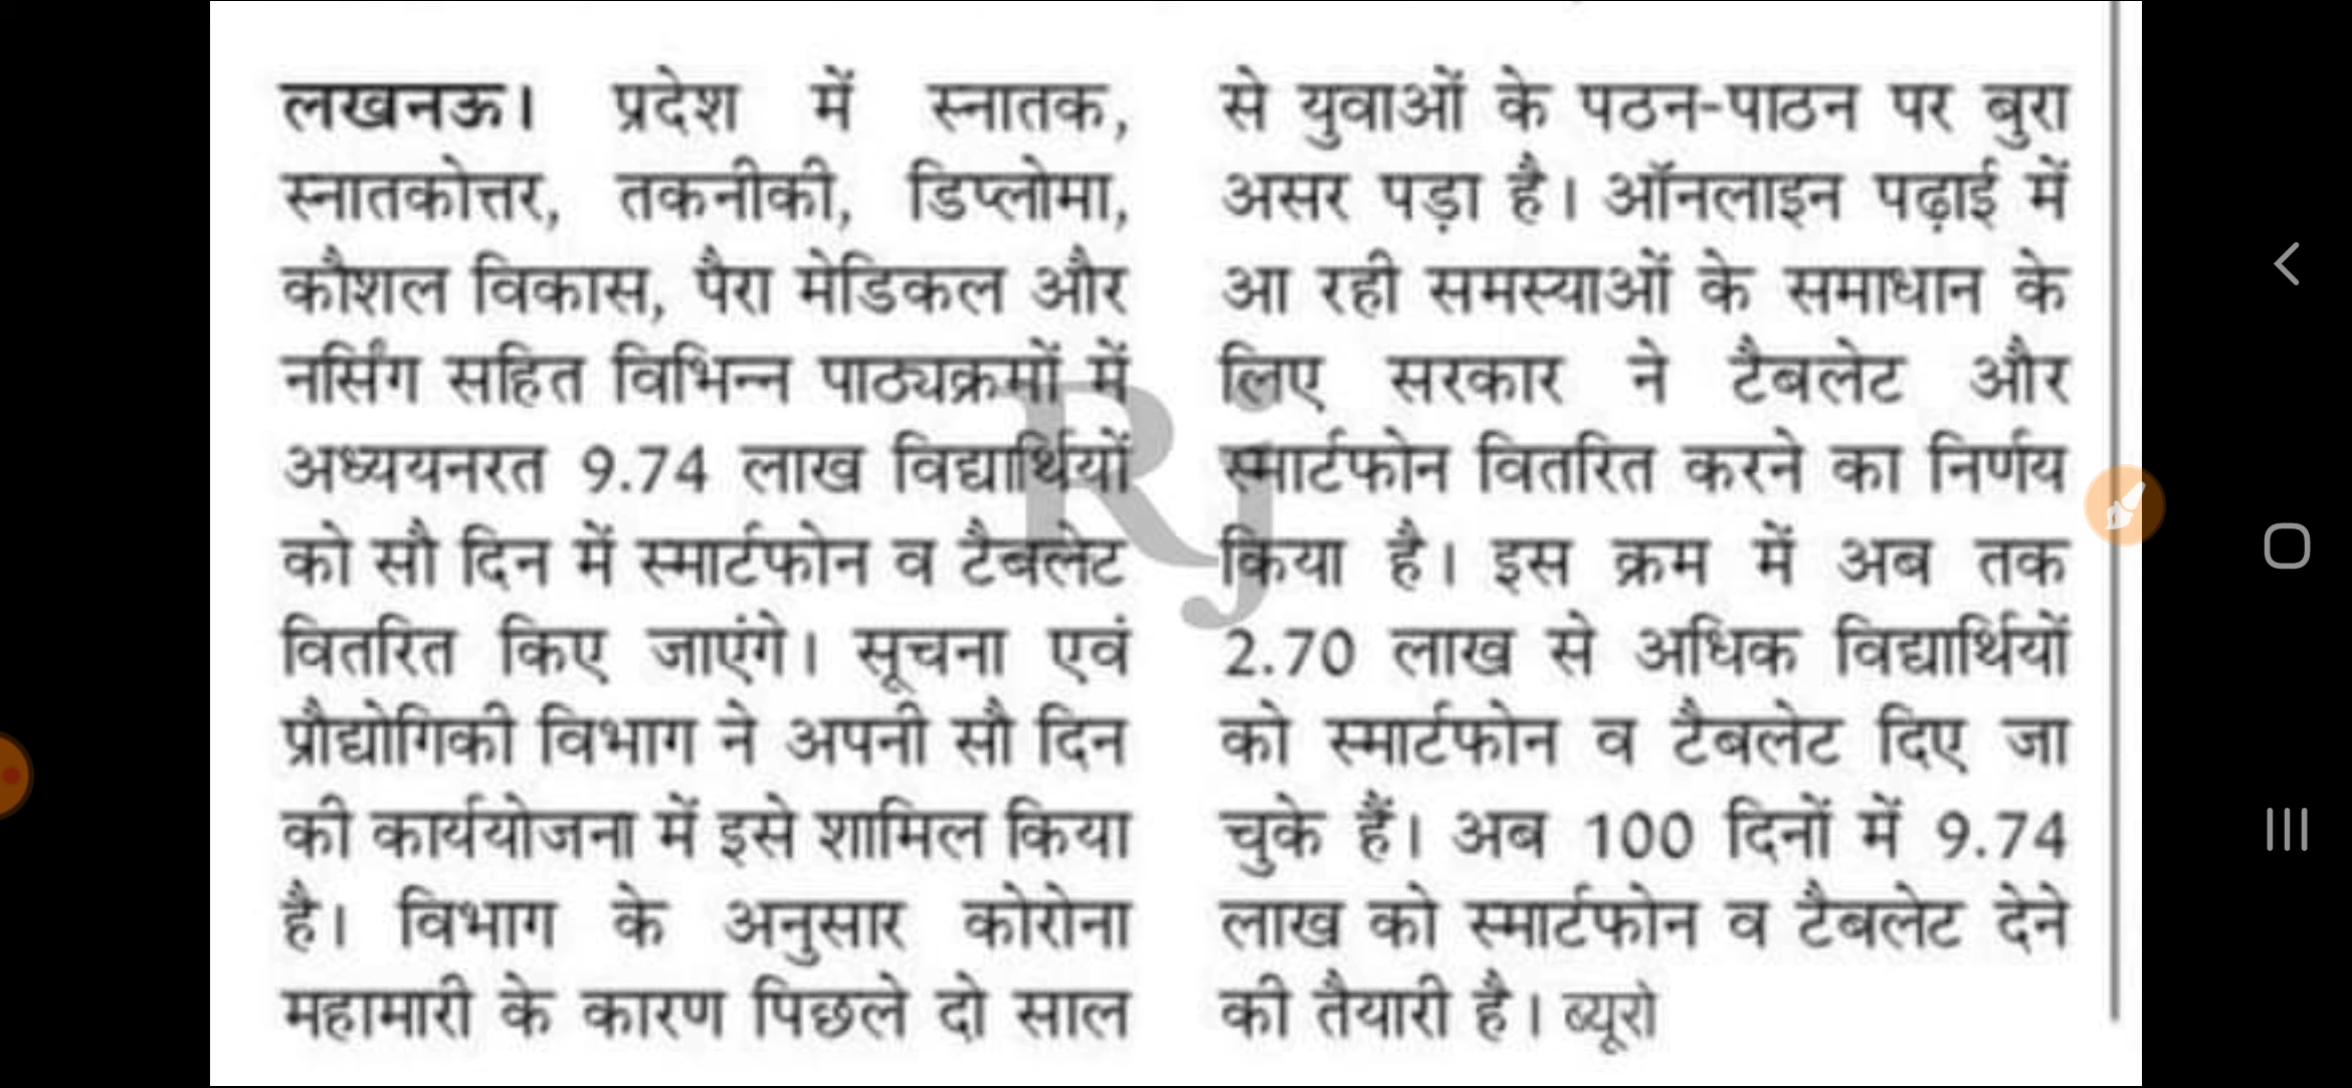 लखनऊ। प्रदेश में स्नातक,
स्नातकोत्तर, तकनीकी, डिप्लोमा,
कौशल विकास, पैरा मेडिकल और
नर्सिंग सहित विभिन्न पाठ्यक्रमों में
अध्ययनरत 9.74 लाख विद्यार्थियों
को सौ दिन में स्मार्टफोन व टैबलेट
वितरित किए जाएंगे। सूचना एवं
प्रौद्योगिकी विभाग ने अपनी सौ दिन
की कार्ययोजना में इसे शामिल किया
है। विभाग के अनुसार कोरोना
महामारी के कारण पिछले दो साल
से युवाओं के पठन-पाठन पर बुरा
असर पड़ा है। ऑनलाइन पढ़ाई में
आ रही समस्याओं के समाधान के
लिए सरकार ने टैबलेट और
स्मार्टफोन वितरित करने का निर्णय
किया है। इस क्रम में अब तक
2.70 लाख से अधिक विद्यार्थियों
को स्मार्टफोन व टैबलेट दिए जा
चुके हैं। अब 100 दिनों में 9.74
लाख को स्मार्टफोन व टैबलेट देने
की तैयारी है। ब्यूरो
Rj